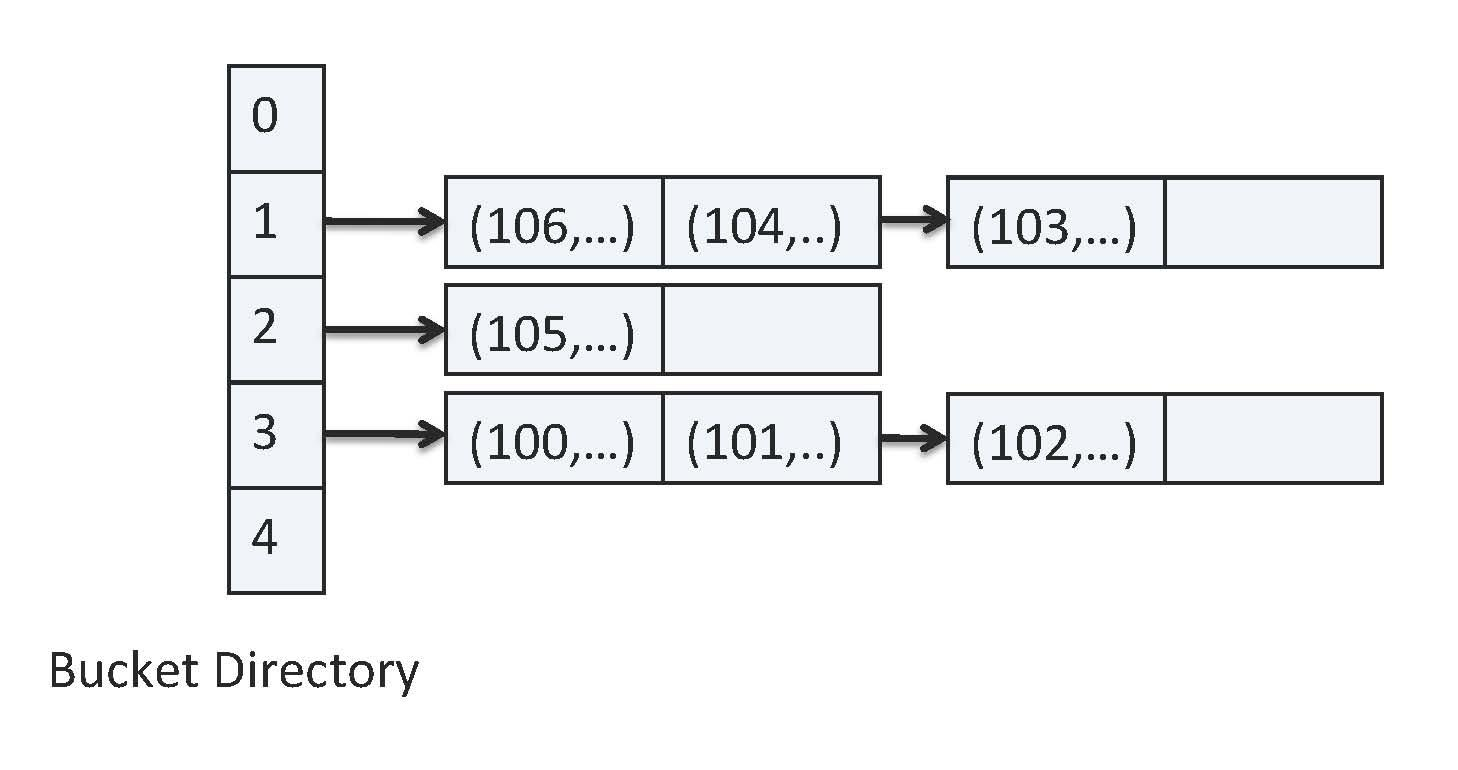 0
1 (106,...) (104,..) (103,...)
2 (105,...)
3 (100,...) (101,..) (102,...)
4
Bucket Directory